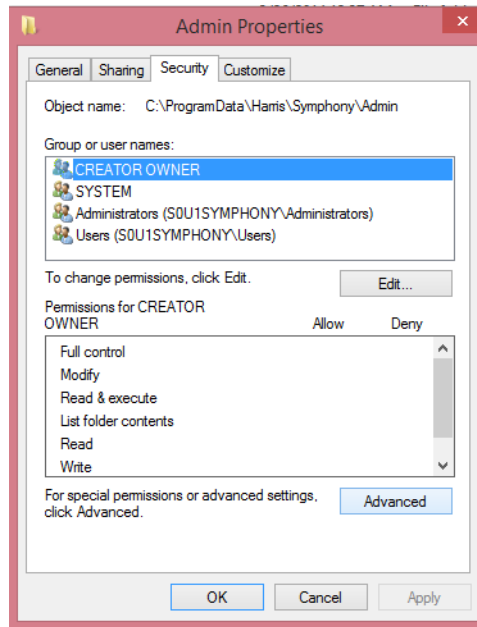 Admin Properties
General Sharing Security Customize
Object name: C:\ProgramData\Harris\Symphony\Admin
Group or user names:
CREATOR OWNER
SYSTEM
Administrators (S0U1SYMPHONY\Administrators)
Users (S0U1SYMPHONY\Users)
To change permissions, click Edit.
Edit...
Permissions for CREATOR
OWNER Allow Deny
Full control
Modify
Read & execute
List folder contents
Read
Write
For special permissions or advanced settings,
click Advanced.
Advanced
OK Cancel Apply